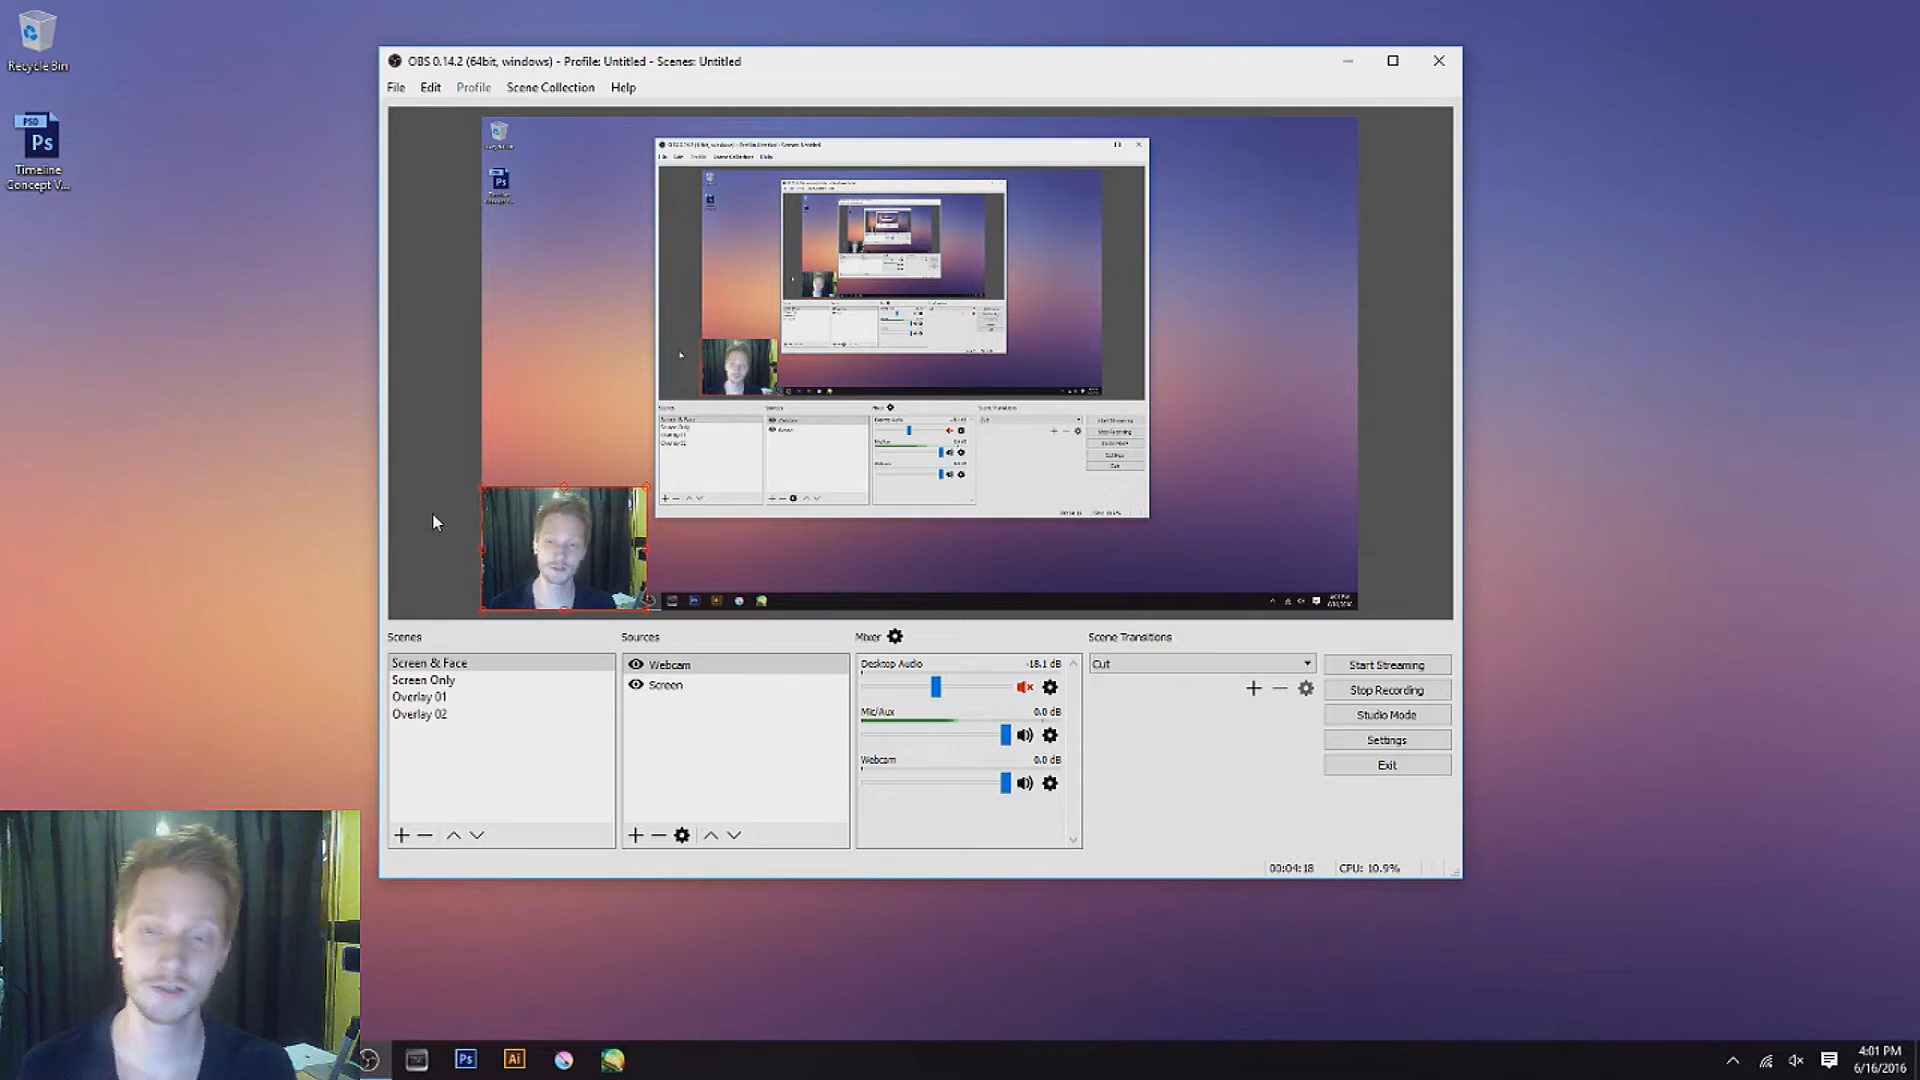 Recycle Bin
PSD
Ps
Timeline
Concept V...
OBS 0.14.2 (64bit, windows) - Profile: Untitled - Scenes: Untitled
File Edit Profile Scene Collection Help
Scenes
Screen & Face
Screen Only
Overlay 01
Overlay 02
Sources
Webcam
Screen
Mixer
Desktop Audio -18.1 dB
Mic/Aux 0.0 dB
Webcam 0.0 dB
Scene Transitions
Cut
Start Streaming
Stop Recording
Studio Mode
Settings
Exit
00:04:18 CPU: 10.9%
Ps Ai
4:01 PM
6/16/2016